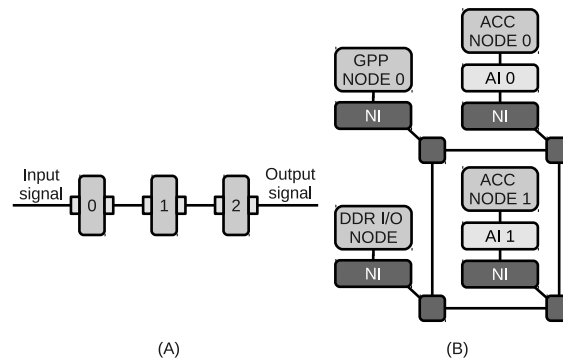 Input
signal
0
1
2
Output
signal
(A)
GPP
NODE 0
NI
ACC
NODE 0
AI 0
NI
DDR I/O
NODE
NI
ACC
NODE 1
AI 1
NI
(B)